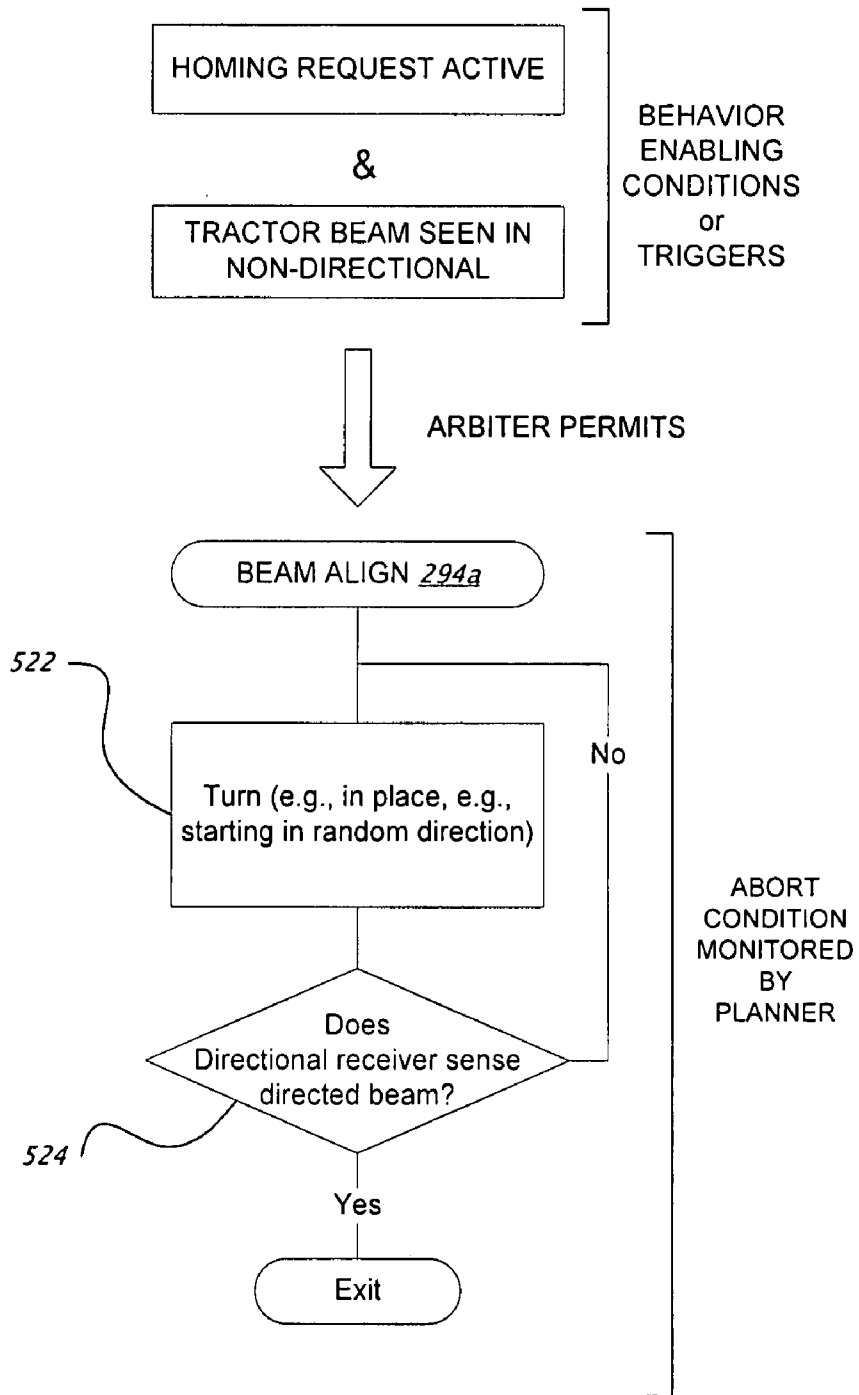 HOMING REQUEST ACTIVE
&
TRACTOR BEAM SEEN IN
NON-DIRECTIONAL
BEHAVIOR
ENABLING
CONDITIONS
or
TRIGGERS
ARBITER PERMITS
BEAM ALIGN 294a
522
Turn (e.g., in place, e.g.,
starting in random direction)
No
Does
Directional receiver sense
directed beam?
524
Yes
Exit
ABORT
CONDITION
MONITORED
BY
PLANNER